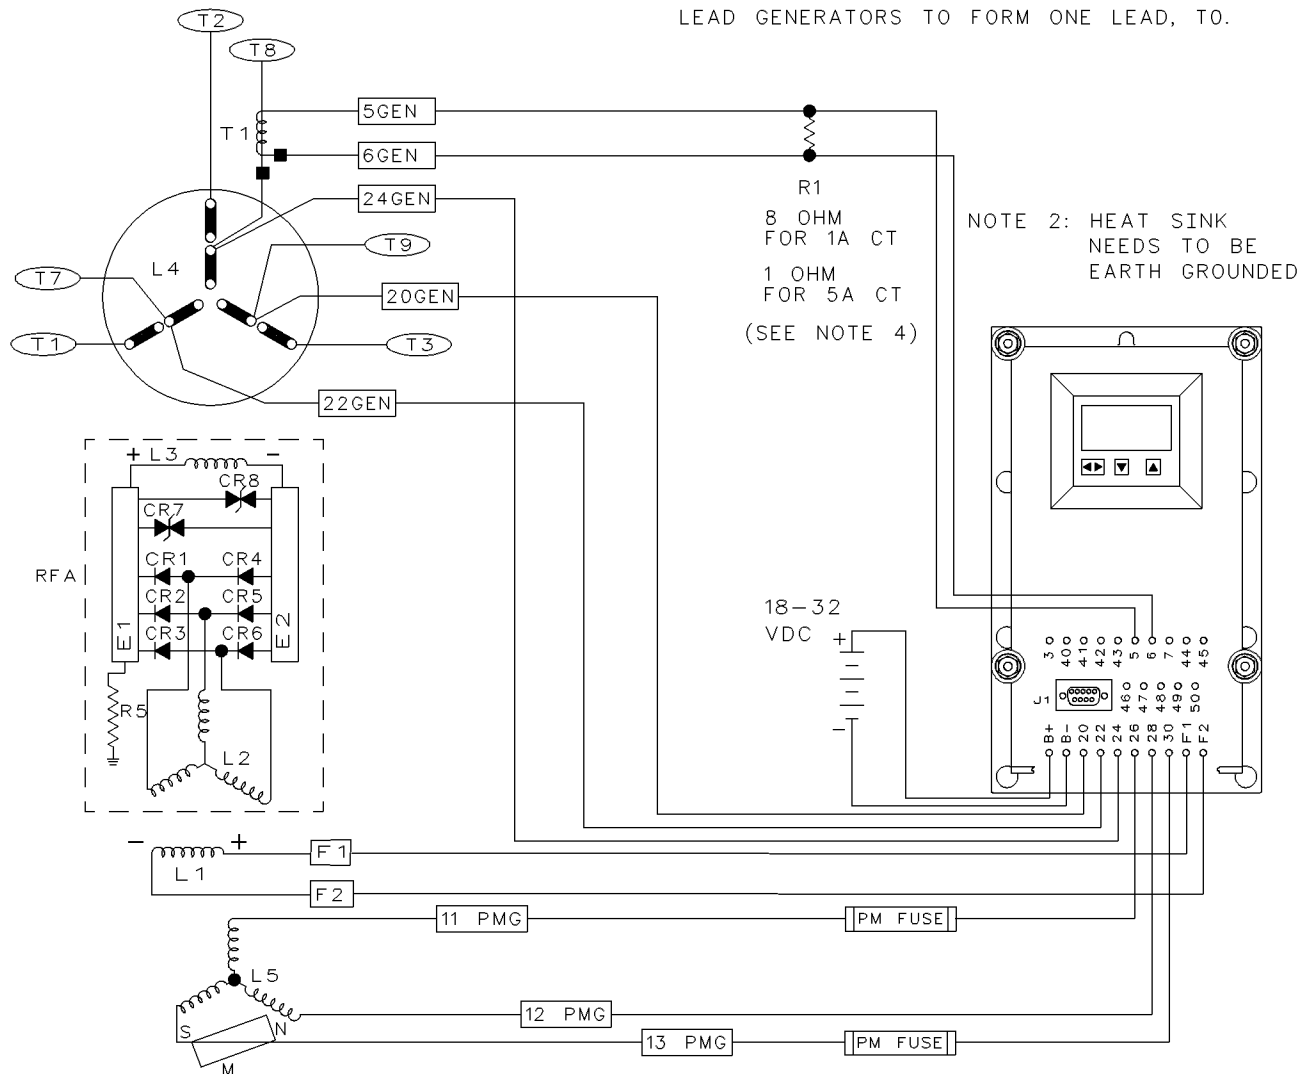 T2
LEAD GENERATORS TO FORM ONE LEAD, TO.
T8
5GEN
T1
6GEN
R1
24GEN
8 OHM
FOR 1A CT
NOTE 2: HEAT SINK
NEEDS TO BE
EARTH GROUNDED
T9
L4
T7
1 OHM
FOR 5A CT
20GEN
(SEE NOTE 4)
T1
T3
22GEN
+ L3 -
CR8
CR7
CR1 CR4
RFA
CR2 CR5
CR3 CR6
E1
E2
18-32
VDC
+
-
3 40 41 42 43 5 6 7 44 45
J1
46 47 48 49 50
R5
B+ B- 20 22 24 26 28 30 F1 F2
L2
- +
F1
L1
F2
11 PMG
PM FUSE
L5
12 PMG
S
N
13 PMG
PM FUSE
M